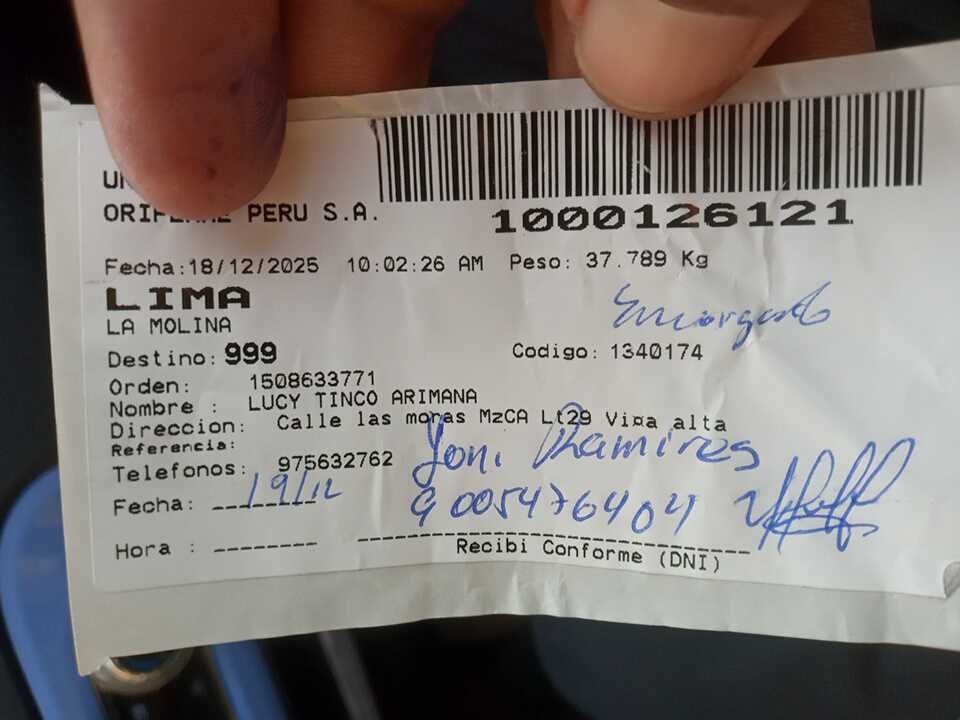 ORIFLAME PERU S.A.
1000126121
Fecha:18/12/2025 10:02:26 AM Peso: 37.789 Kg
LIMA
LA MOLINA
Encargado
Destino: 999
Codigo: 1340174
Orden: 1508633771
Nombre : LUCY TINCO ARIMANA
Direccion: Calle las moras MzCA Lt29 Viña alta
Referencia:
Telefonos: 975632762
Joni Ramires
Fecha: 19/12
Hora :
Recibi Conforme (DNI)